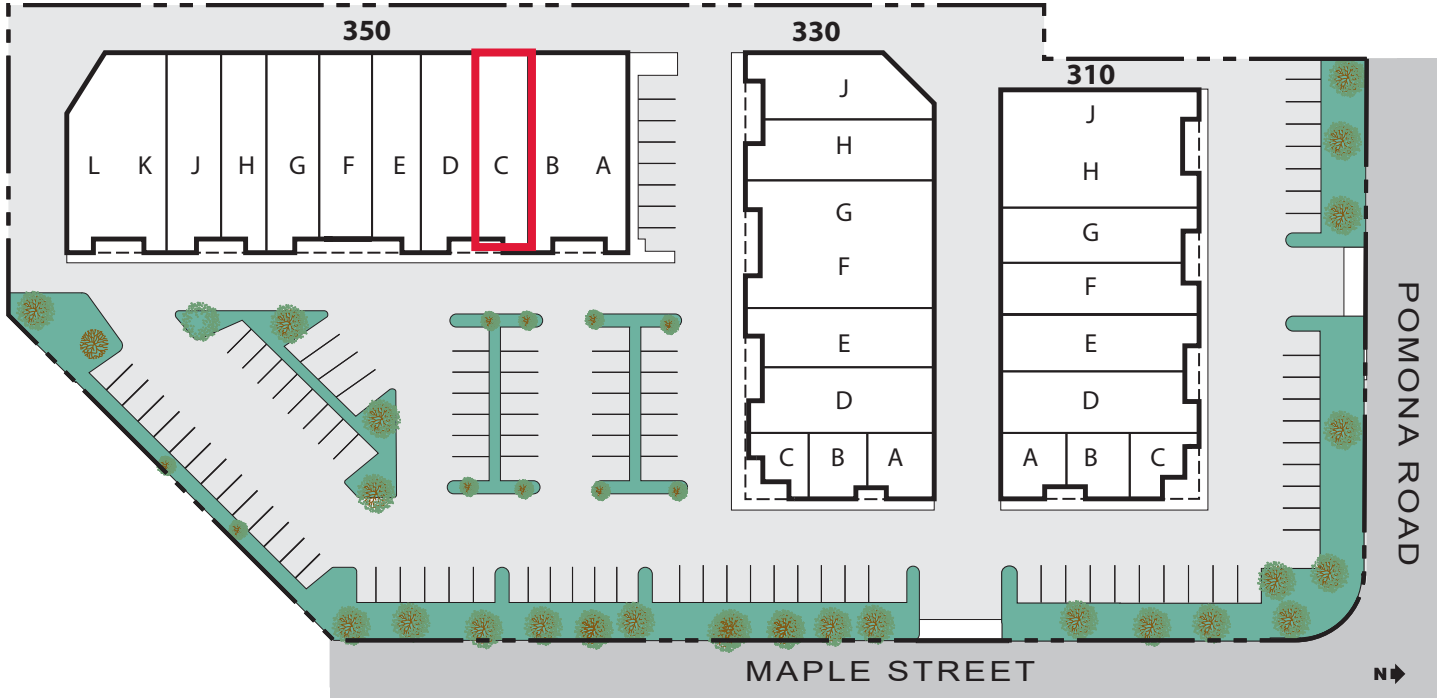 350
L K J H G F E D C B A
330
J
H
G
F
E
D
C B A
310
J
H
G
F
E
D
A B C
POMONA ROAD
MAPLE STREET
N